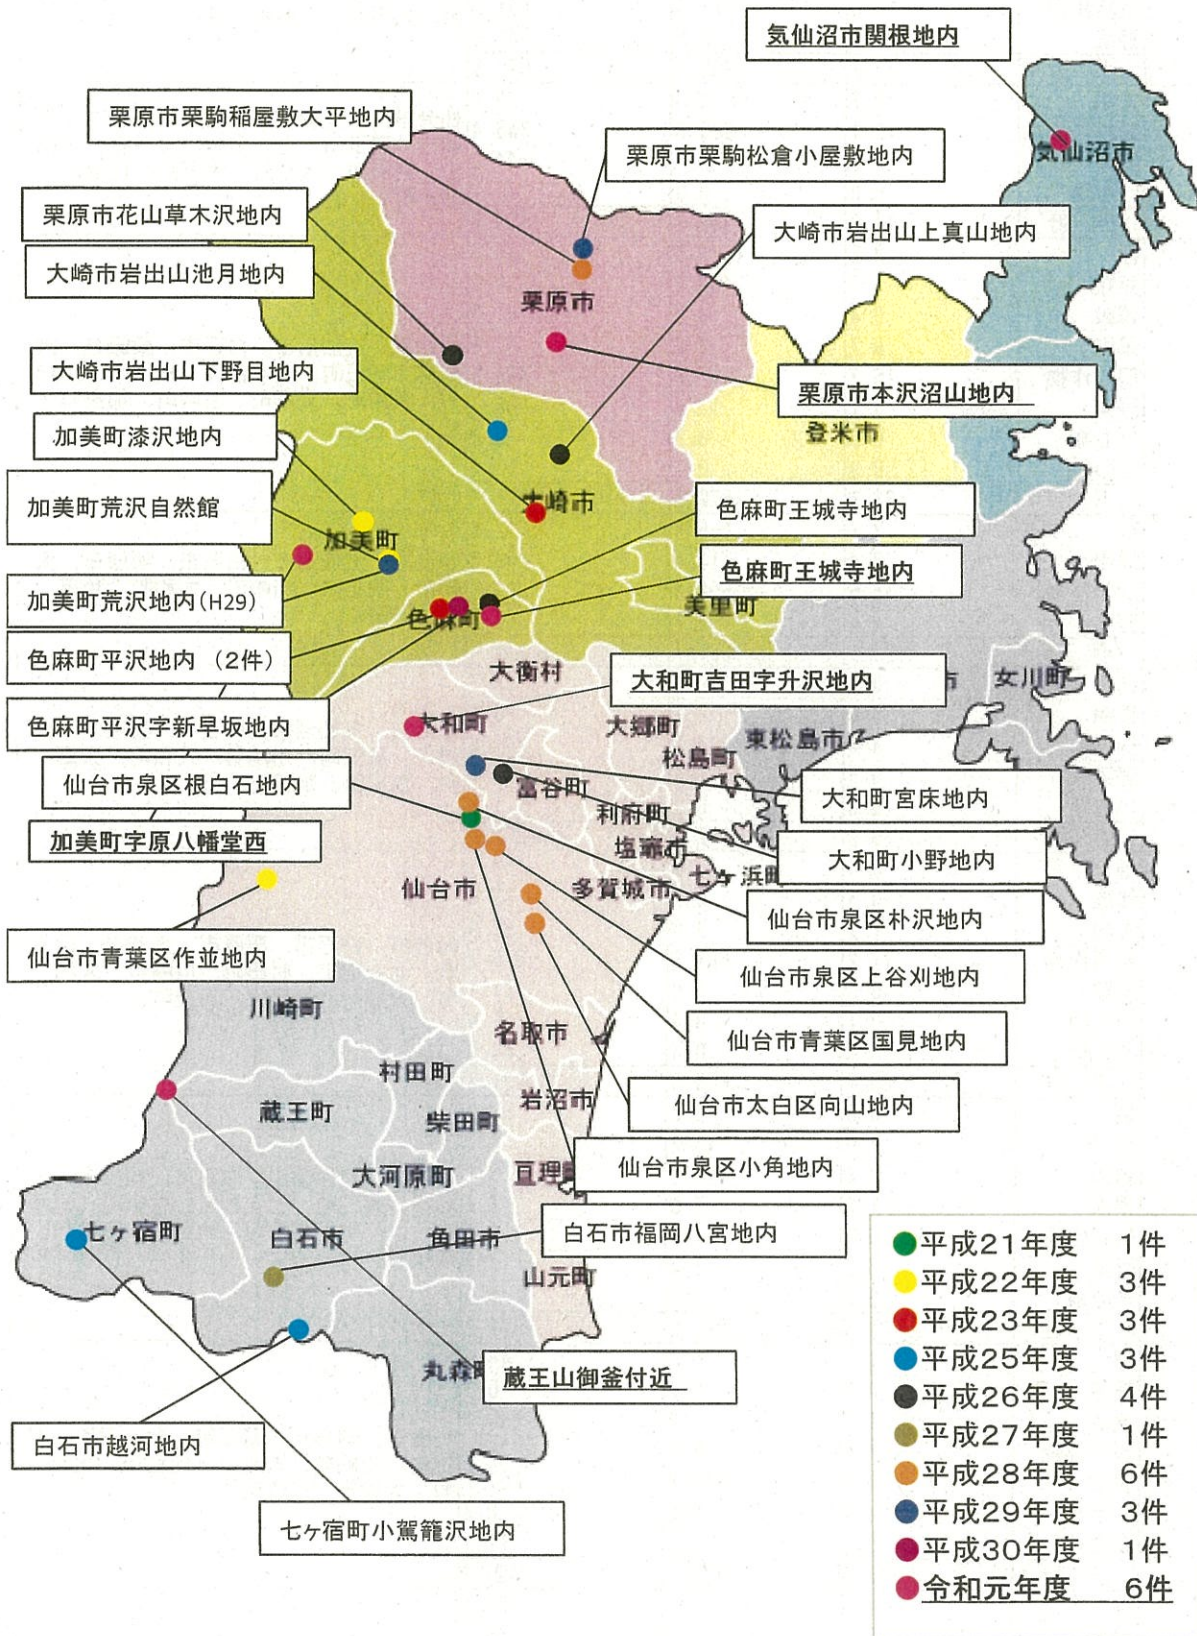 気仙沼市関根地内
栗原市栗駒稲屋敷大平地内
栗原市栗駒松倉小屋敷地内
気仙沼市
栗原市花山草木沢地内
大崎市岩出山上真山地内
大崎市岩出山池月地内
栗原市
大崎市岩出山下野目地内
栗原市本沢沼山地内
加美町漆沢地内
登米市
加美町荒沢自然館
大崎市
色麻町王城寺地内
加美町
色麻町王城寺地内
加美町荒沢地内(H29)
美里町
色麻町
色麻町平沢地内 (2件)
大衡村
大和町吉田字升沢地内
市
女川町
色麻町平沢字新早坂地内
大和町
大郷町
東松島市
松島町
仙台市泉区根白石地内
富谷町
大和町宮床地内
利府町
加美町字原八幡堂西
塩竈市
大和町小野地内
仙台市
多賀城市
七ヶ浜町
仙台市泉区朴沢地内
仙台市青葉区作並地内
仙台市泉区上谷刈地内
川崎町
名取市
仙台市青葉区国見地内
村田町
蔵王町
柴田町
岩沼市
仙台市太白区向山地内
大河原町
亘理町
仙台市泉区小角地内
七ヶ宿町
白石市
角田市
白石市福岡八宮地内
山元町
丸森町
蔵王山御釜付近
白石市越河地内
七ヶ宿町小駕籠沢地内
平成21年度 1件
平成22年度 3件
平成23年度 3件
平成25年度 3件
平成26年度 4件
平成27年度 1件
平成28年度 6件
平成29年度 3件
平成30年度 1件
令和元年度 6件